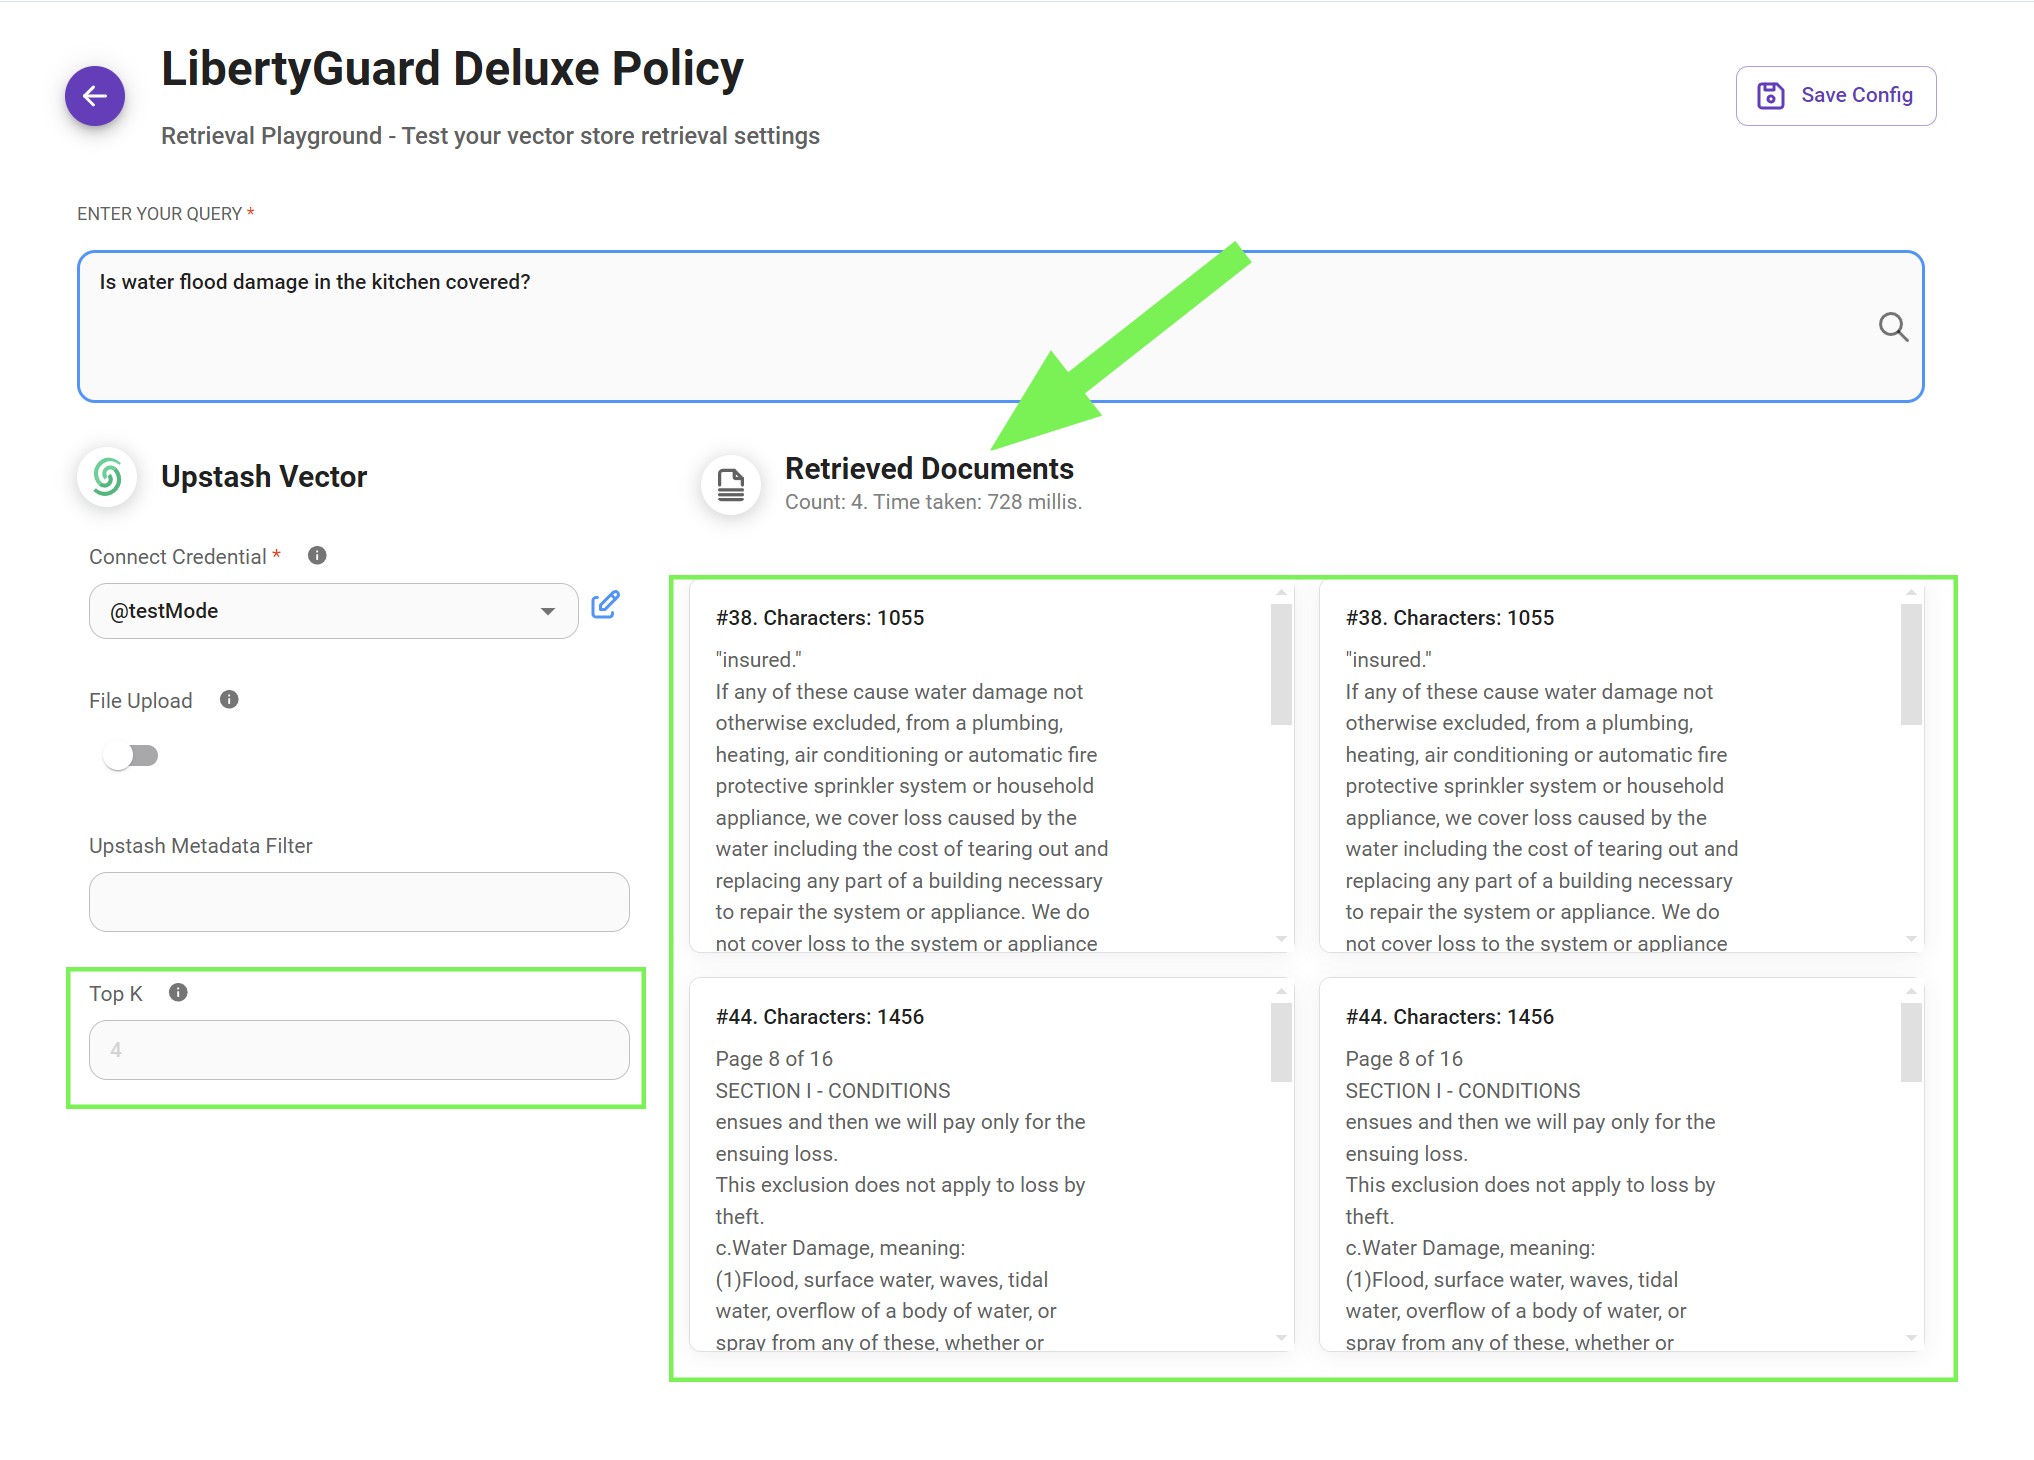 LibertyGuard Deluxe Policy
Retrieval Playground - Test your vector store retrieval settings
Save Config
ENTER YOUR QUERY *
Is water flood damage in the kitchen covered?
Upstash Vector
Connect Credential *
@testMode
File Upload
Upstash Metadata Filter
Top K
4
Retrieved Documents
Count: 4. Time taken: 728 millis.
#38. Characters: 1055
"insured."
If any of these cause water damage not
otherwise excluded, from a plumbing,
heating, air conditioning or automatic fire
protective sprinkler system or household
appliance, we cover loss caused by the
water including the cost of tearing out and
replacing any part of a building necessary
to repair the system or appliance. We do
not cover loss to the system or appliance
#38. Characters: 1055
"insured."
If any of these cause water damage not
otherwise excluded, from a plumbing,
heating, air conditioning or automatic fire
protective sprinkler system or household
appliance, we cover loss caused by the
water including the cost of tearing out and
replacing any part of a building necessary
to repair the system or appliance. We do
not cover loss to the system or appliance
#44. Characters: 1456
Page 8 of 16
SECTION I - CONDITIONS
ensues and then we will pay only for the
ensuing loss.
This exclusion does not apply to loss by
theft.
c.Water Damage, meaning:
(1)Flood, surface water, waves, tidal
water, overflow of a body of water, or
spray from any of these, whether or
#44. Characters: 1456
Page 8 of 16
SECTION I - CONDITIONS
ensues and then we will pay only for the
ensuing loss.
This exclusion does not apply to loss by
theft.
c.Water Damage, meaning:
(1)Flood, surface water, waves, tidal
water, overflow of a body of water, or
spray from any of these, whether or